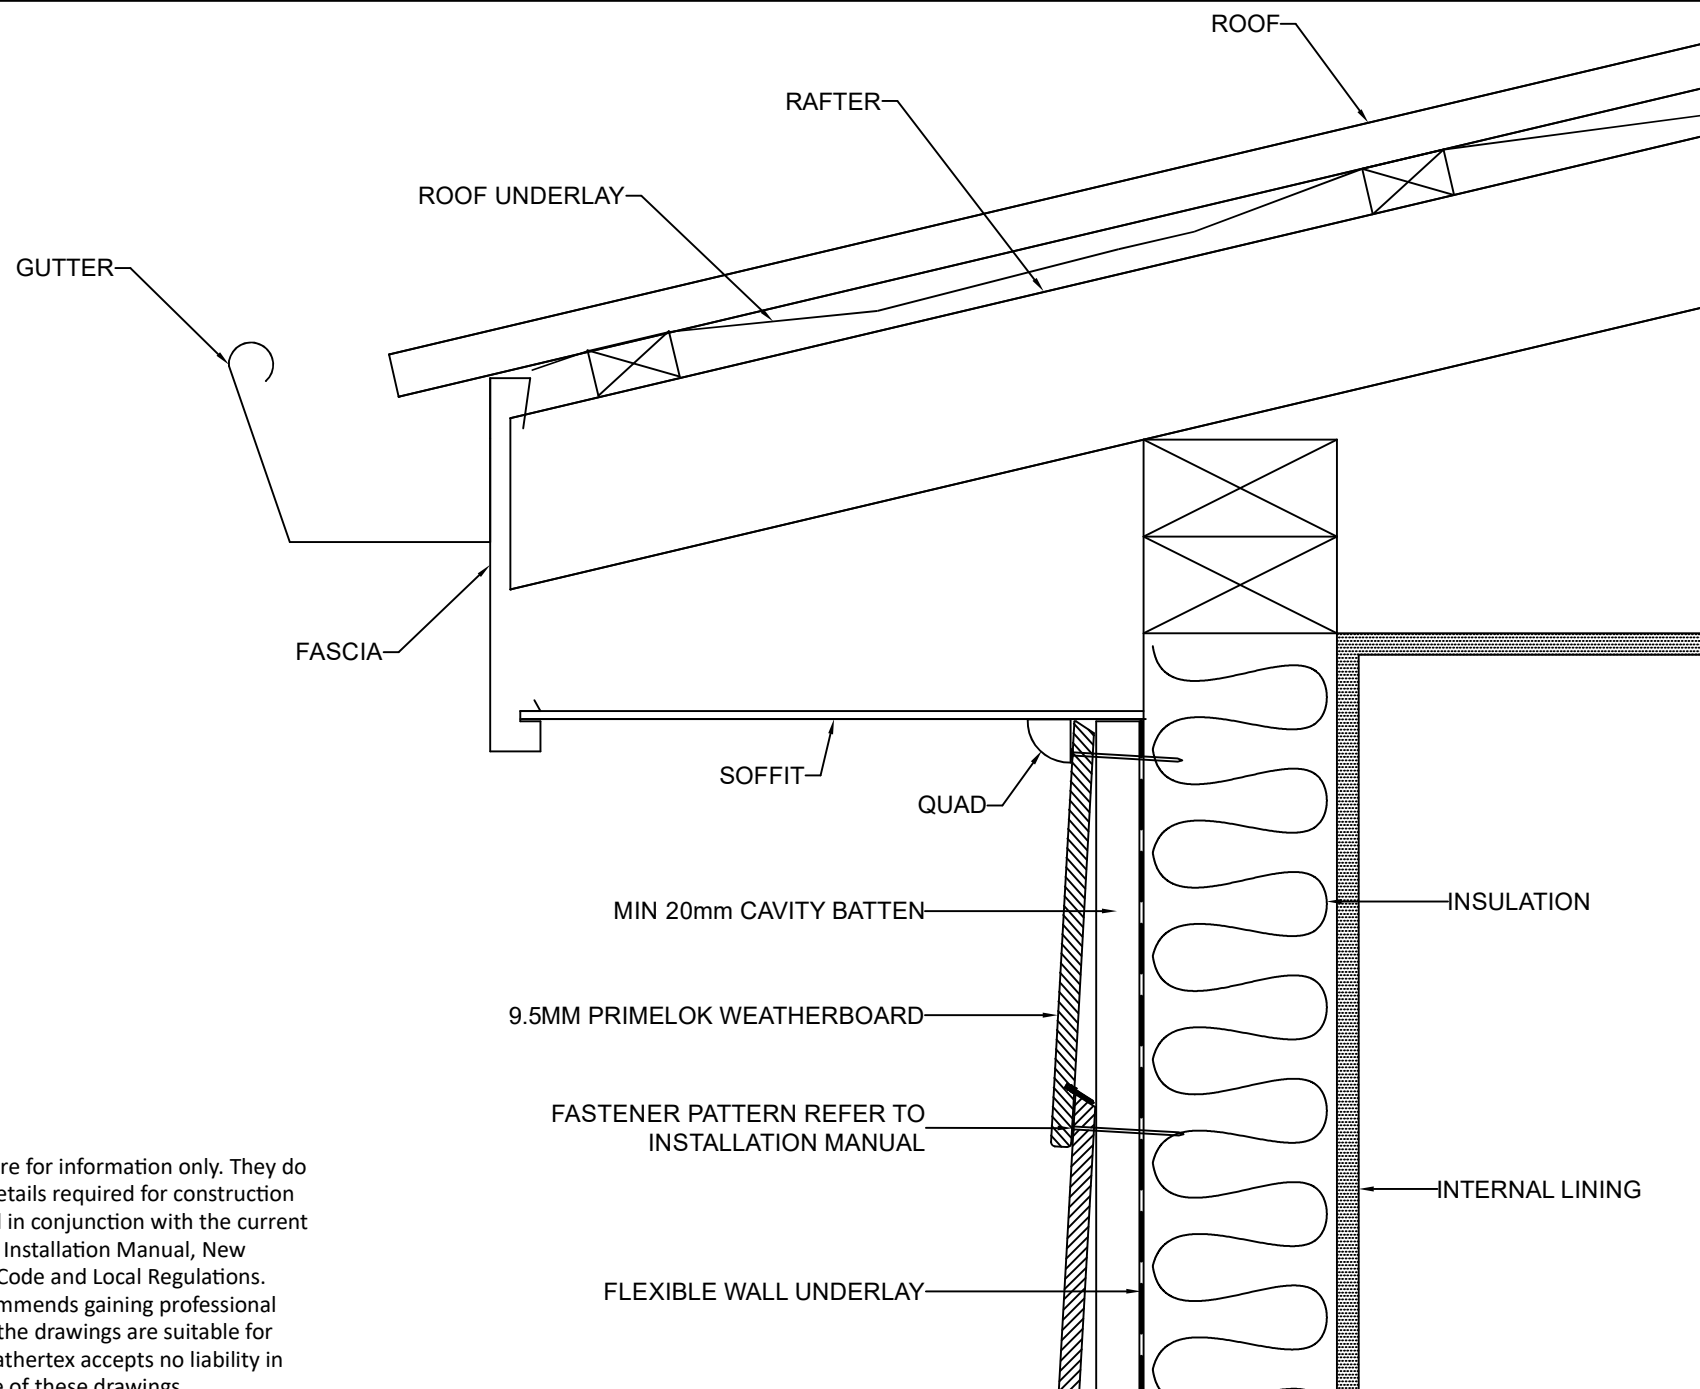 ROOF
RAFTER
ROOF UNDERLAY
GUTTER
FASCIA
SOFFIT
QUAD
MIN 20mm CAVITY BATTEN
INSULATION
9.5MM PRIMELOK WEATHERBOARD
FASTENER PATTERN REFER TO
INSTALLATION MANUAL
INTERNAL LINING
FLEXIBLE WALL UNDERLAY
re for information only. They do
etails required for construction
in conjunction with the current
Installation Manual, New
Code and Local Regulations.
mmends gaining professional
the drawings are suitable for
athertex accepts no liability in
of these drawings